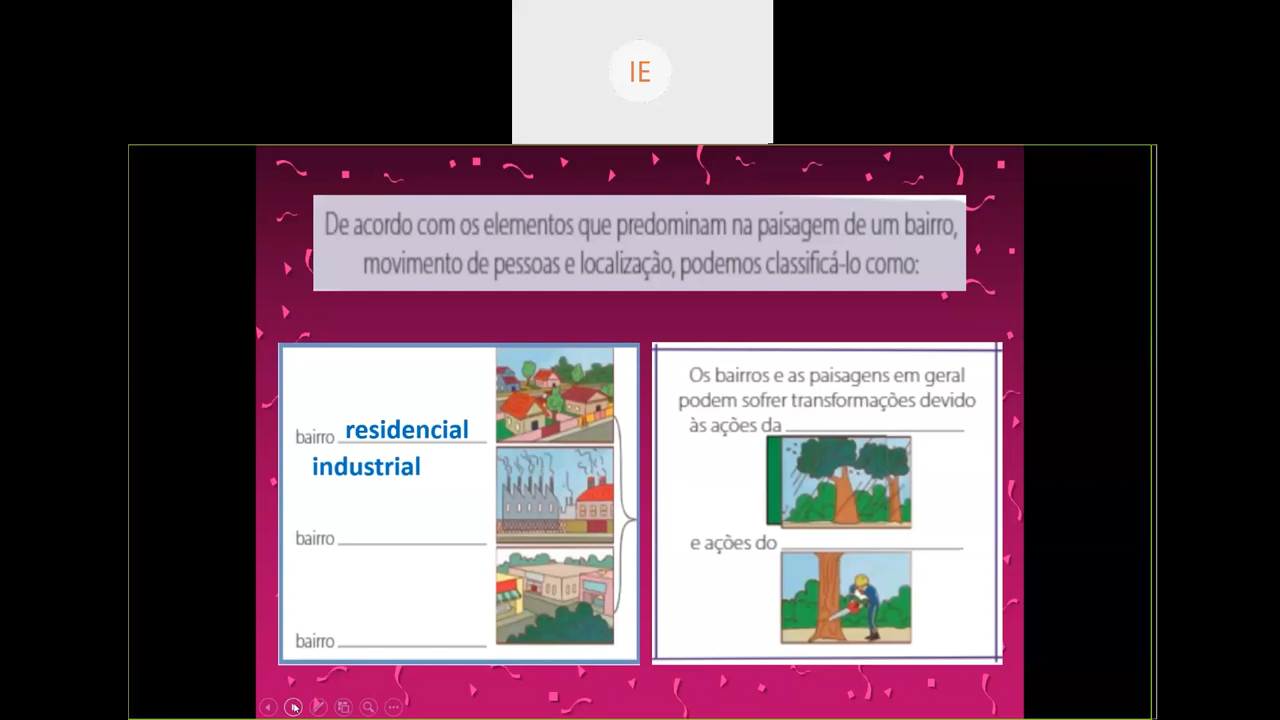 IE
De acordo com os elementos que predominam na paisagem de um bairro,
movimento de pessoas e localização, podemos classificá-lo como:
bairro residencial
industrial
bairro
bairro
Os bairros e as paisagens em geral
podem sofrer transformações devido
às ações da
e ações do